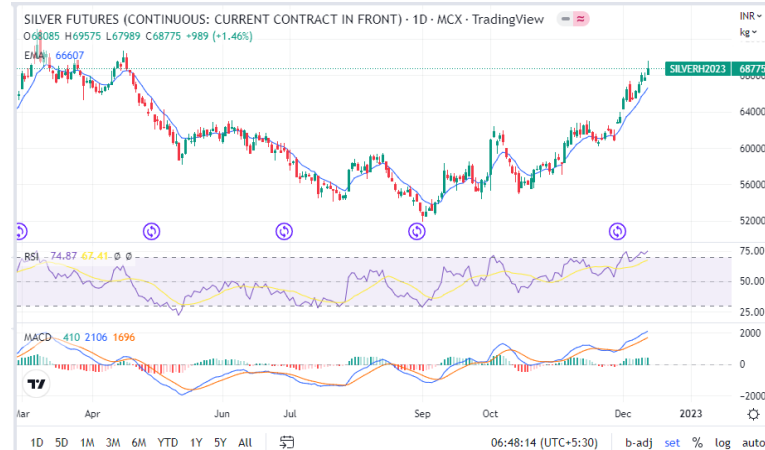 SILVER FUTURES (CONTINUOUS: CURRENT CONTRACT IN FRONT) · 1D · MCX · TradingView
INR
kg
O68085 H69575 L67989 C68775 +989 (+1.46%)
EMA 66607
SILVERH2023 68775
68000
64000
60000
56000
52000
RSI 74.87 67.41 ø ø
75.00
50.00
25.00
MACD 410 2106 1696
2000
0
−2000
Mar Apr Jun Jul Sep Oct Dec 2023
1D 5D 1M 3M 6M YTD 1Y 5Y All 06:48:14 (UTC+5:30) b-adj set % log auto